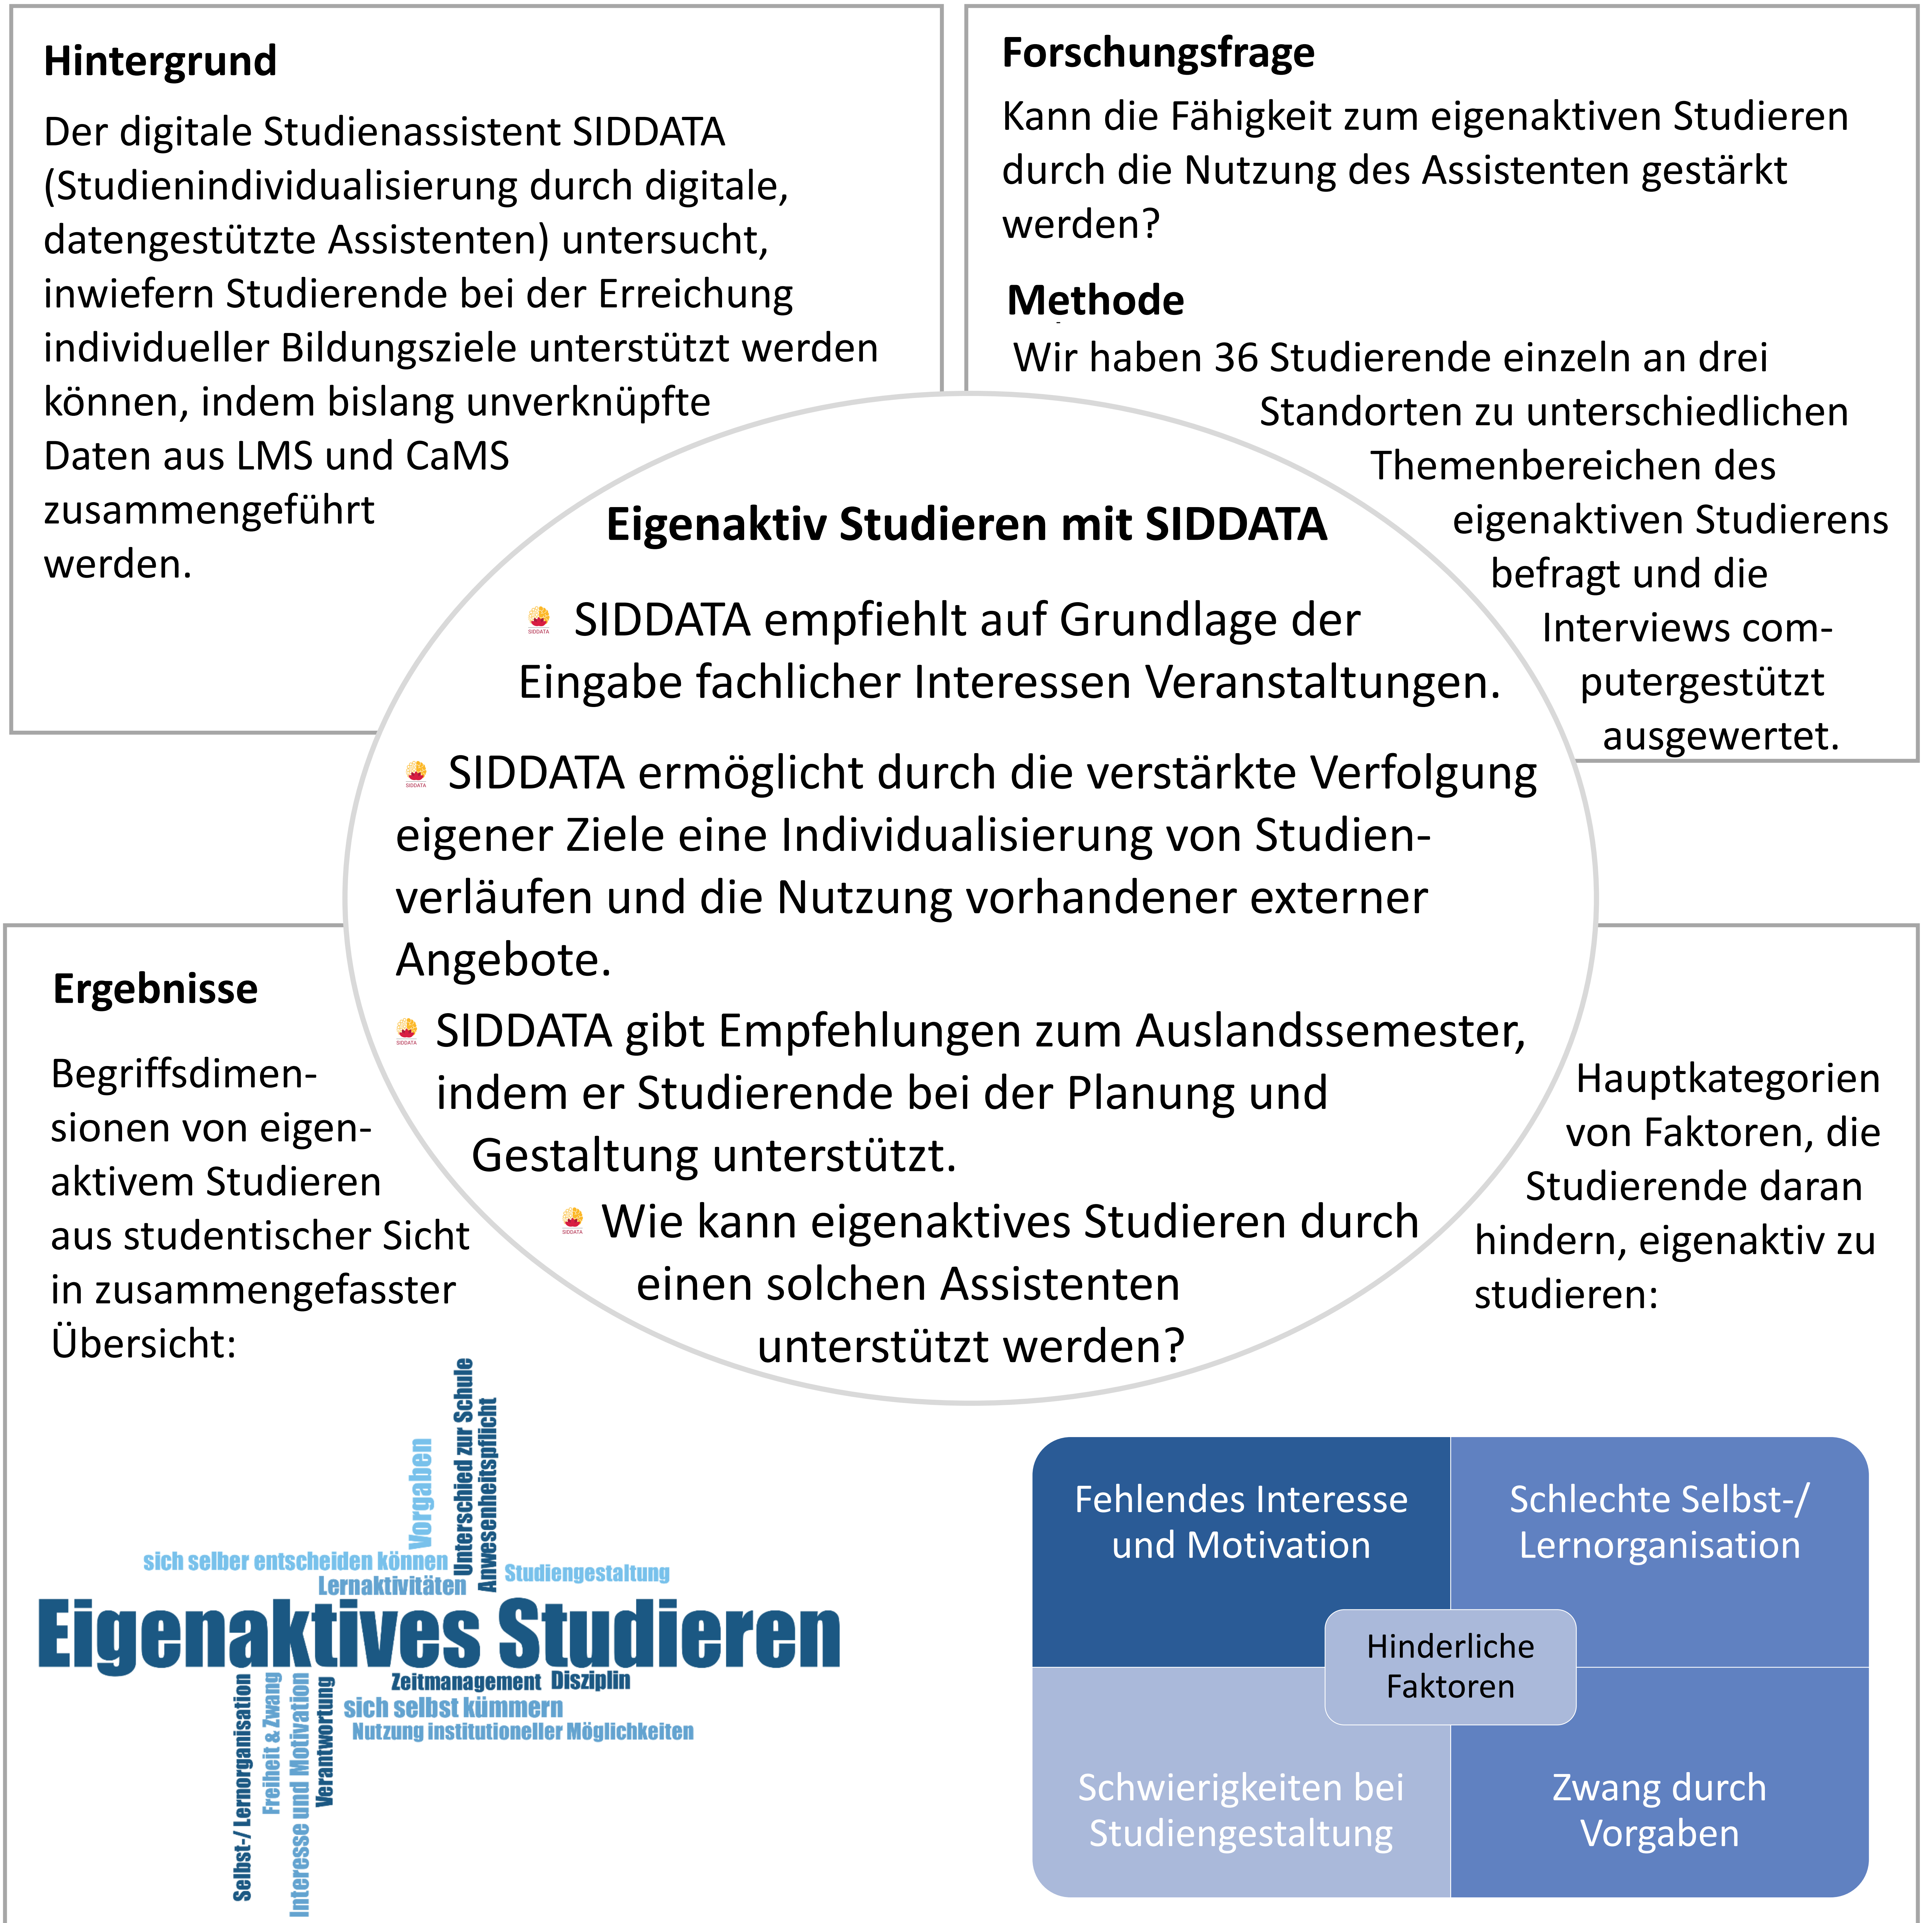 Hintergrund
Der digitale Studienassistent SIDDATA
(Studienindividualisierung durch digitale,
datengestützte Assistenten) untersucht,
inwiefern Studierende bei der Erreichung
individueller Bildungsziele unterstützt werden
können, indem bislang unverknüpfte
Daten aus LMS und CaMS
zusammengeführt
werden.
Forschungsfrage
Kann die Fähigkeit zum eigenaktiven Studieren
durch die Nutzung des Assistenten gestärkt
werden?
Methode
Wir haben 36 Studierende einzeln an drei
Standorten zu unterschiedlichen
Themenbereichen des
eigenaktiven Studierens
befragt und die
Interviews com-
putergestützt
ausgewertet.
Eigenaktiv Studieren mit SIDDATA
SIDDATA
SIDDATA empfiehlt auf Grundlage der
Eingabe fachlicher Interessen Veranstaltungen.
SIDDATA
SIDDATA ermöglicht durch die verstärkte Verfolgung
eigener Ziele eine Individualisierung von Studien-
verläufen und die Nutzung vorhandener externer
Angebote.
SIDDATA
SIDDATA gibt Empfehlungen zum Auslandssemester,
indem er Studierende bei der Planung und
Gestaltung unterstützt.
SIDDATA
Wie kann eigenaktives Studieren durch
einen solchen Assistenten
unterstützt werden?
Ergebnisse
Begriffsdimen-
sionen von eigen-
aktivem Studieren
aus studentischer Sicht
in zusammengefasster
Übersicht:
Vorgaben
Unterschied zur Schule
Anwesenheitspflicht
sich selber entscheiden können
Lernaktivitäten
Studiengestaltung
Eigenaktives Studieren
Zeitmanagement
Disziplin
sich selbst kümmern
Nutzung institutioneller Möglichkeiten
Selbst-/ Lernorganisation
Freiheit & Zwang
Interesse und Motivation
Verantwortung
Hauptkategorien
von Faktoren, die
Studierende daran
hindern, eigenaktiv zu
studieren:
Fehlendes Interesse
und Motivation
Schlechte Selbst-/
Lernorganisation
Hinderliche
Faktoren
Schwierigkeiten bei
Studiengestaltung
Zwang durch
Vorgaben